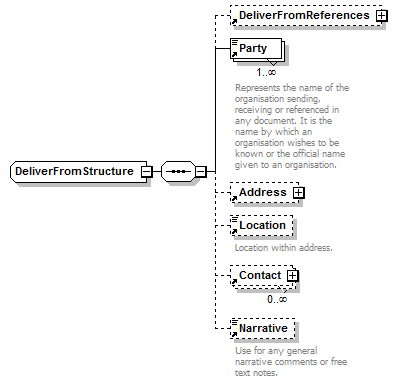 DeliverFromReferences
Party
1..∞
Represents the name of the
organisation sending,
receiving or referenced in
any document. It is the
name by which an
organisation wishes to be
known or the official name
given to an organisation.
DeliverFromStructure
Address
Location
Location within address.
Contact
0..∞
Narrative
Use for any general
narrative comments or free
text notes.